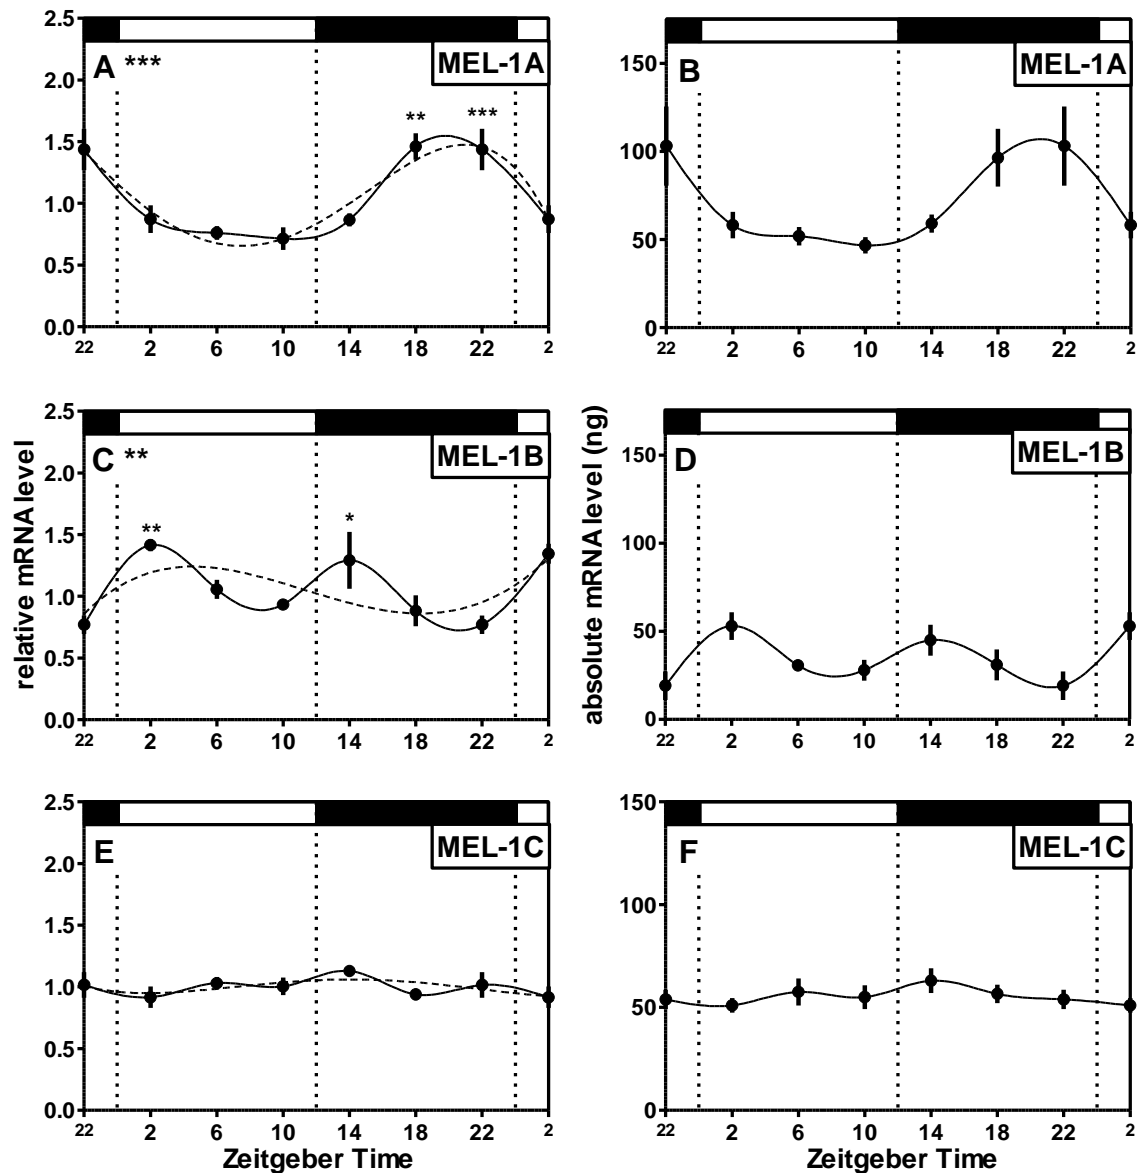 2.5
2.0
1.5
1.0
0.5
0.0
A ***
MEL-1A
** ***
22 2 6 10 14 18 22 2
150
100
50
0
B
MEL-1A
22 2 6 10 14 18 22 2
relative mRNA level
2.5
2.0
1.5
1.0
0.5
0.0
C **
MEL-1B
** *
22 2 6 10 14 18 22 2
absolute mRNA level (ng)
150
100
50
0
D
MEL-1B
22 2 6 10 14 18 22 2
2.5
2.0
1.5
1.0
0.5
0.0
E
MEL-1C
22 2 6 10 14 18 22 2
Zeitgeber Time
150
100
50
0
F
MEL-1C
22 2 6 10 14 18 22 2
Zeitgeber Time